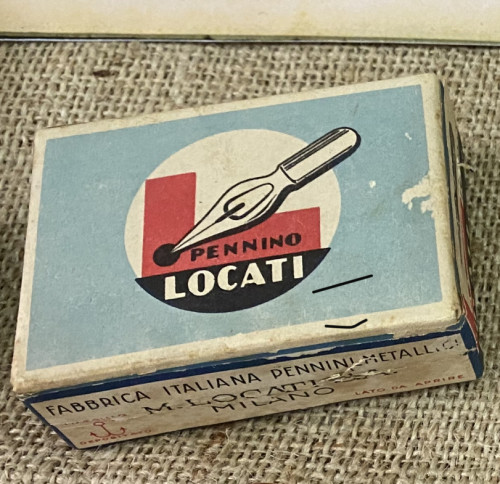 PENNINO
LOCATI
FABBRICA ITALIANA PENNINI METALLICI
M. LOCATI
MILANO
LATO DA APRIRE